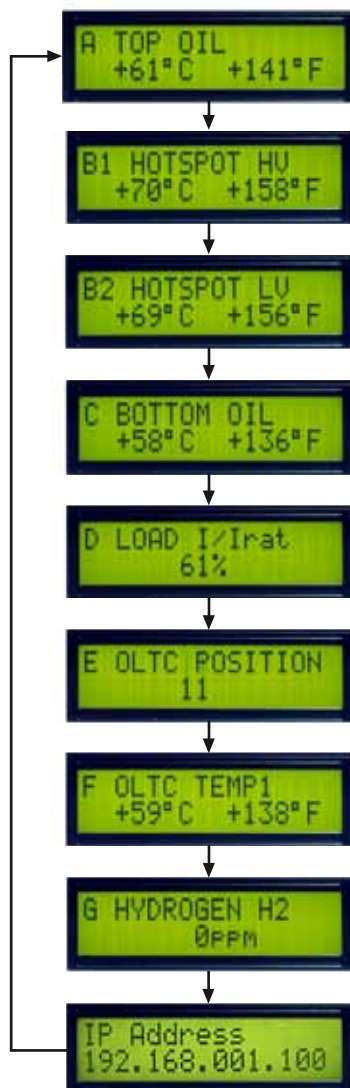 A TOP OIL
+61°C +141°F
B1 HOTSPOT HV
+70°C +158°F
B2 HOTSPOT LV
+69°C +156°F
C BOTTOM OIL
+58°C +136°F
D LOAD I/Irat
61%
E OLTC POSITION
11
F OLTC TEMP1
+59°C +138°F
G HYDROGEN H2
0ppm
IP Address
192.168.001.100